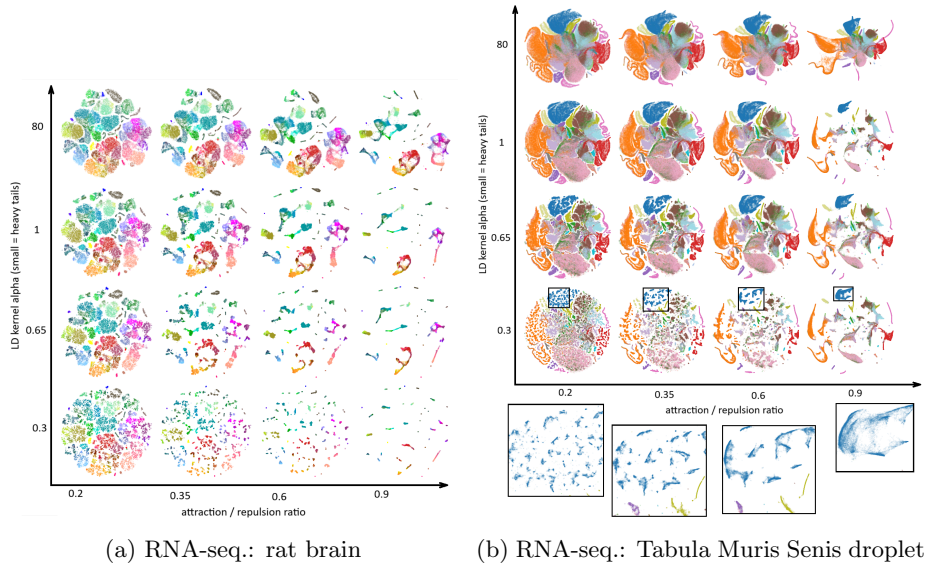 LD kernel alpha (small = heavy tails)
80
1
0.65
0.3
0.2
0.35
0.6
0.9
attraction / repulsion ratio
(a) RNA-seq.: rat brain
LD kernel alpha (small = heavy tails)
80
1
0.65
0.3
0.2
0.35
0.6
0.9
attraction / repulsion ratio
(b) RNA-seq.: Tabula Muris Senis droplet